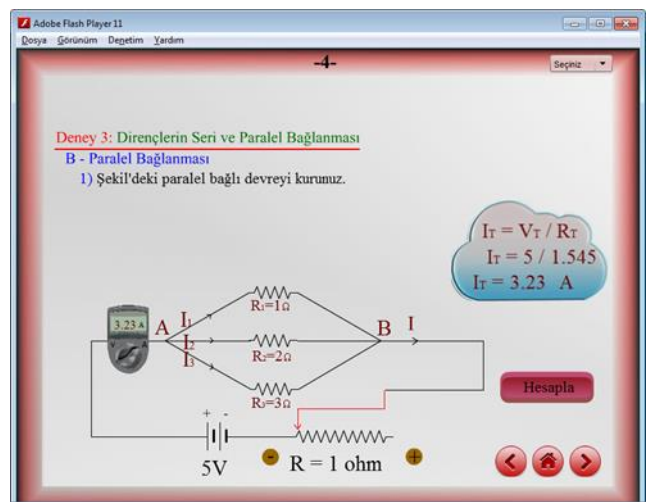 Adobe Flash Player 11
Dosya Görünüm Denetim Yardım
-4-
Seçiniz
Deney 3: Dirençlerin Seri ve Paralel Bağlanması
B - Paralel Bağlanması
1) Şekil'deki paralel bağlı devreyi kurunuz.
IT = VT / RT
IT = 5 / 1.545
IT = 3.23 A
3.23 A
V A
A
I1
I2
I3
R1=1Ω
R2=2Ω
R3=3Ω
B
I
Hesapla
+ -
5V
- R = 1 ohm +